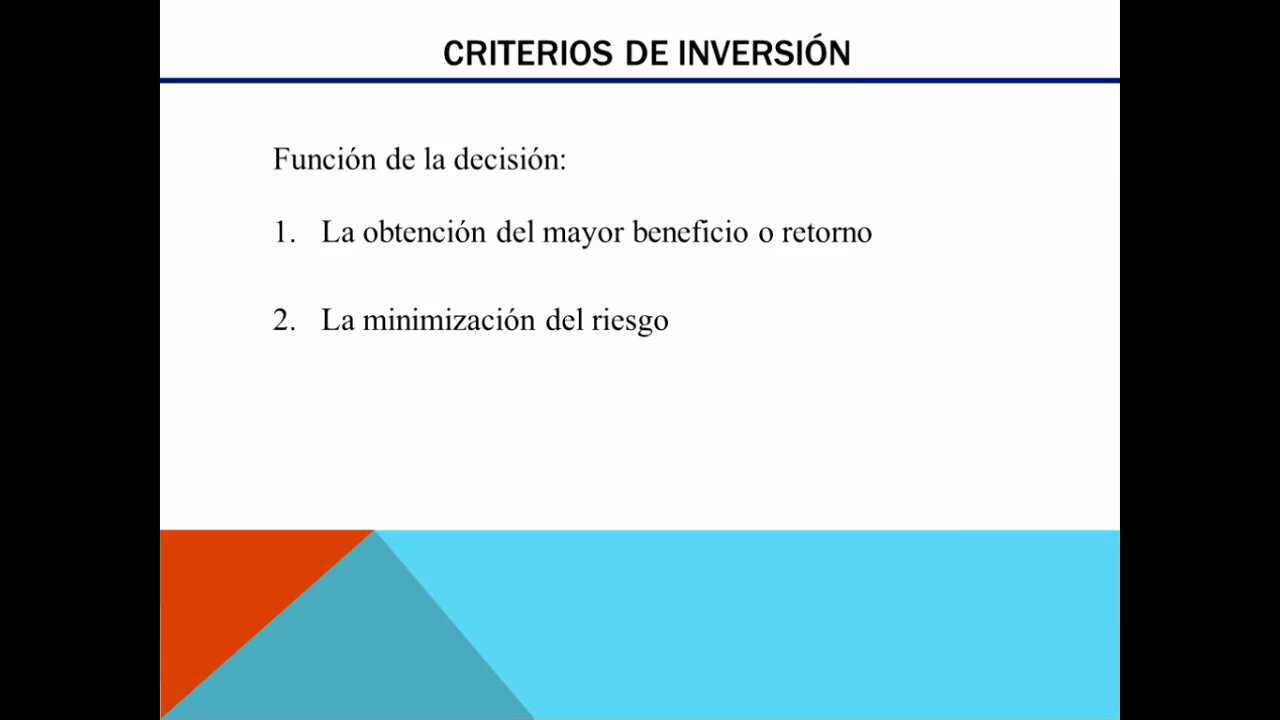 CRITERIOS DE INVERSIÓN
Función de la decisión:
1. La obtención del mayor beneficio o retorno
2. La minimización del riesgo